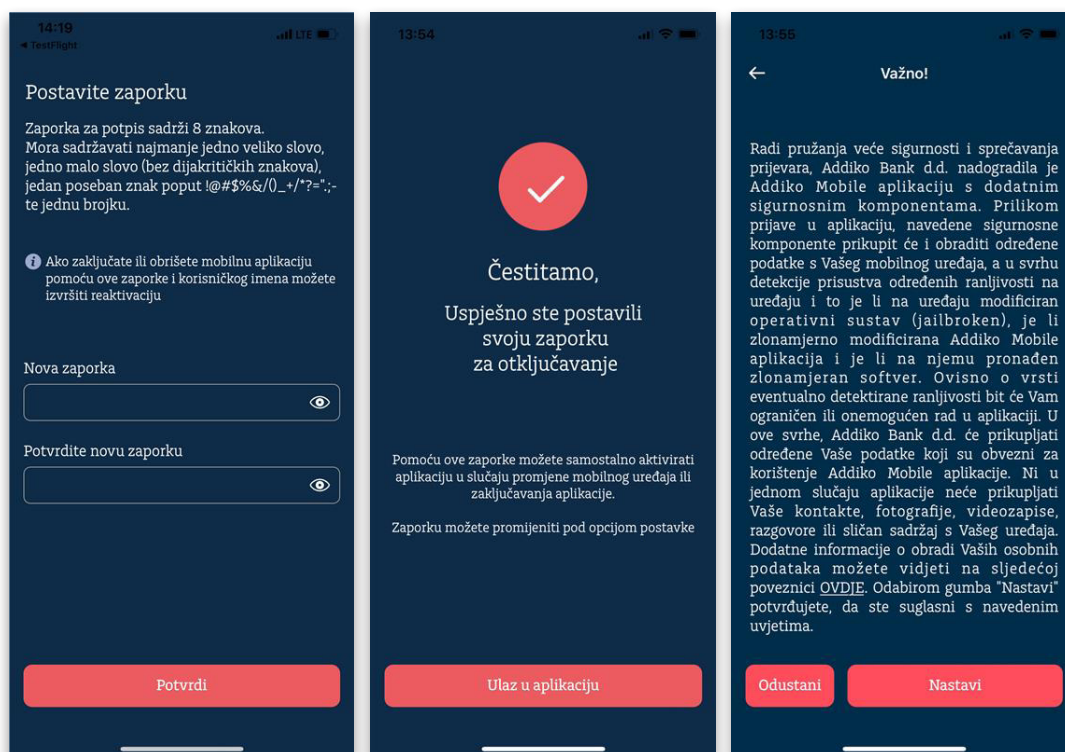 14:19
◄ TestFlight
LTE
Postavite zaporku
Zaporka za potpis sadrži 8 znakova.
Mora sadržavati najmanje jedno veliko slovo,
jedno malo slovo (bez dijakritičkih znakova),
jedan poseban znak poput !@#$%&/()_+/*?=".;-
te jednu brojku.
Ako zaključate ili obrišete mobilnu aplikaciju
pomoću ove zaporke i korisničkog imena možete
izvršiti reaktivaciju
Nova zaporka
Potvrdite novu zaporku
Potvrdi
13:54
Čestitamo,
Uspješno ste postavili
svoju zaporku
za otključavanje
Pomoću ove zaporke možete samostalno aktivirati
aplikaciju u slučaju promjene mobilnog uređaja ili
zaključavanja aplikacije.
Zaporku možete promijeniti pod opcijom postavke
Ulaz u aplikaciju
13:55
Važno!
Radi pružanja veće sigurnosti i sprečavanja
prijevara, Addiko Bank d.d. nadogradila je
Addiko Mobile aplikaciju s dodatnim
sigurnosnim komponentama. Prilikom
prijave u aplikaciju, navedene sigurnosne
komponente prikupit će i obraditi određene
podatke s Vašeg mobilnog uređaja, a u svrhu
detekcije prisustva određenih ranljivosti na
uređaju i to je li na uređaju modificiran
operativni sustav (jailbroken), je li
zlonamjerno modificirana Addiko Mobile
aplikacija i je li na njemu pronađen
zlonamjeran softver. Ovisno o vrsti
eventualno detektirane ranljivosti bit će Vam
ograničen ili onemogućen rad u aplikaciji. U
ove svrhe, Addiko Bank d.d. će prikupljati
određene Vaše podatke koji su obvezni za
korištenje Addiko Mobile aplikacije. Ni u
jednom slučaju aplikacije neće prikupljati
Vaše kontakte, fotografije, videozapise,
razgovore ili sličan sadržaj s Vašeg uređaja.
Dodatne informacije o obradi Vaših osobnih
podataka možete vidjeti na sljedećoj
poveznici OVDJE. Odabirom gumba "Nastavi"
potvrđujete, da ste suglasni s navedenim
uvjetima.
Odustani
Nastavi